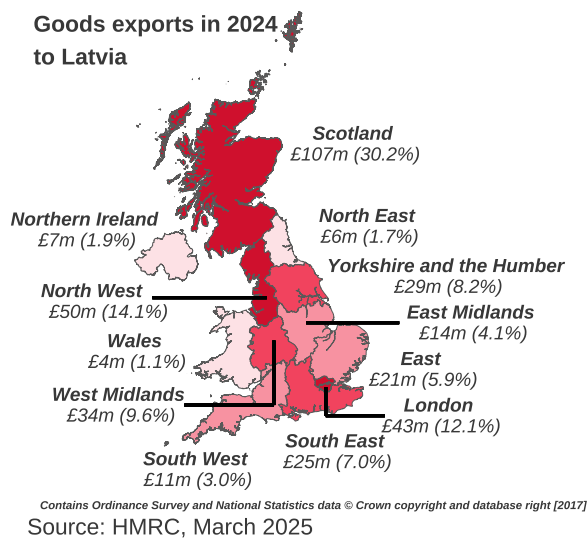 Goods exports in 2024
to Latvia
Scotland
£107m (30.2%)
Northern Ireland
£7m (1.9%)
North East
£6m (1.7%)
Yorkshire and the Humber
£29m (8.2%)
North West
£50m (14.1%)
East Midlands
£14m (4.1%)
Wales
£4m (1.1%)
East
£21m (5.9%)
West Midlands
£34m (9.6%)
London
£43m (12.1%)
South East
£25m (7.0%)
South West
£11m (3.0%)
Contains Ordinance Survey and National Statistics data © Crown copyright and database right [2017]
Source: HMRC, March 2025